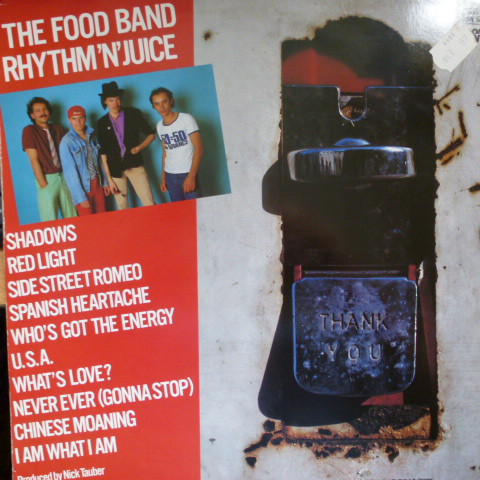 THE FOOD BAND
RHYTHM 'N' JUICE
SHADOWS
RED LIGHT
SIDE STREET ROMEO
SPANISH HEARTACHE
WHO'S GOT THE ENERGY
U.S.A.
WHAT'S LOVE?
NEVER EVER (GONNA STOP)
CHINESE MOANING
I AM WHAT I AM
Produced by Nick Tauber
THANK
YOU